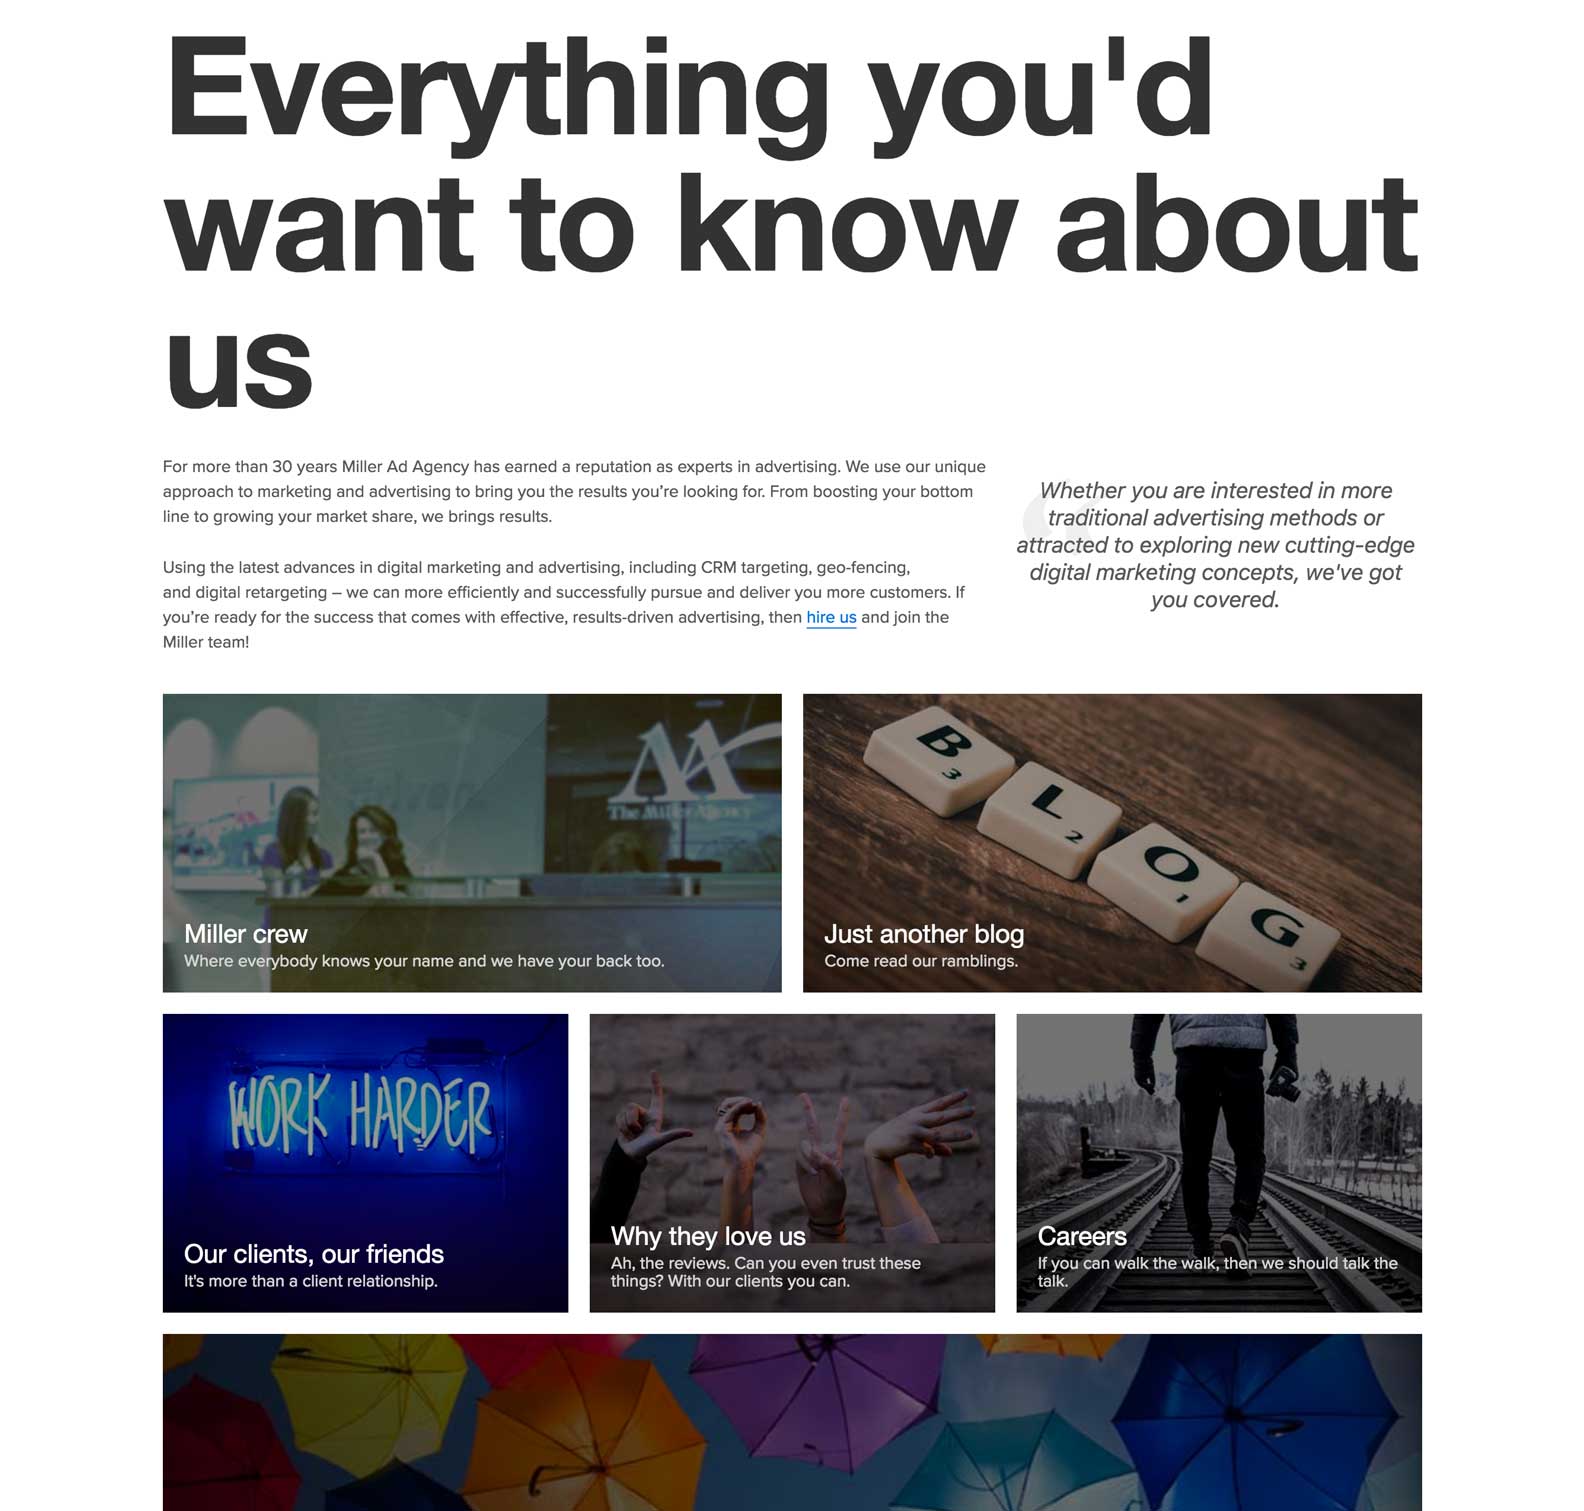 Everything you'd
want to know about
us
For more than 30 years Miller Ad Agency has earned a reputation as experts in advertising. We use our unique
approach to marketing and advertising to bring you the results you’re looking for. From boosting your bottom
line to growing your market share, we brings results.
Using the latest advances in digital marketing and advertising, including CRM targeting, geo-fencing,
and digital retargeting – we can more efficiently and successfully pursue and deliver you more customers. If
you’re ready for the success that comes with effective, results-driven advertising, then hire us and join the
Miller team!
“
Whether you are interested in more
traditional advertising methods or
attracted to exploring new cutting-edge
digital marketing concepts, we've got
you covered.
The Miller Agency
Miller crew
Where everybody knows your name and we have your back too.
B 3
L 2
O 1
G 3
Just another blog
Come read our ramblings.
WORK HARDER
Our clients, our friends
It's more than a client relationship.
Why they love us
Ah, the reviews. Can you even trust these
things? With our clients you can.
Careers
If you can walk the walk, then we should talk the
talk.